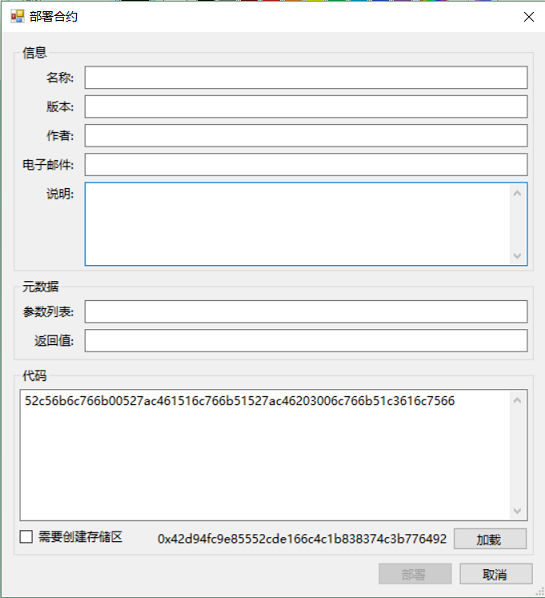 部署合约
信息
名称:
版本:
作者:
电子邮件:
说明:
元数据
参数列表:
返回值:
代码
52c56b6c766b00527ac461516c766b51527ac46203006c766b51c3616c7566
需要创建存储区 0x42d94fc9e85552cde166c4c1b838374c3b776492 加载
部署 取消